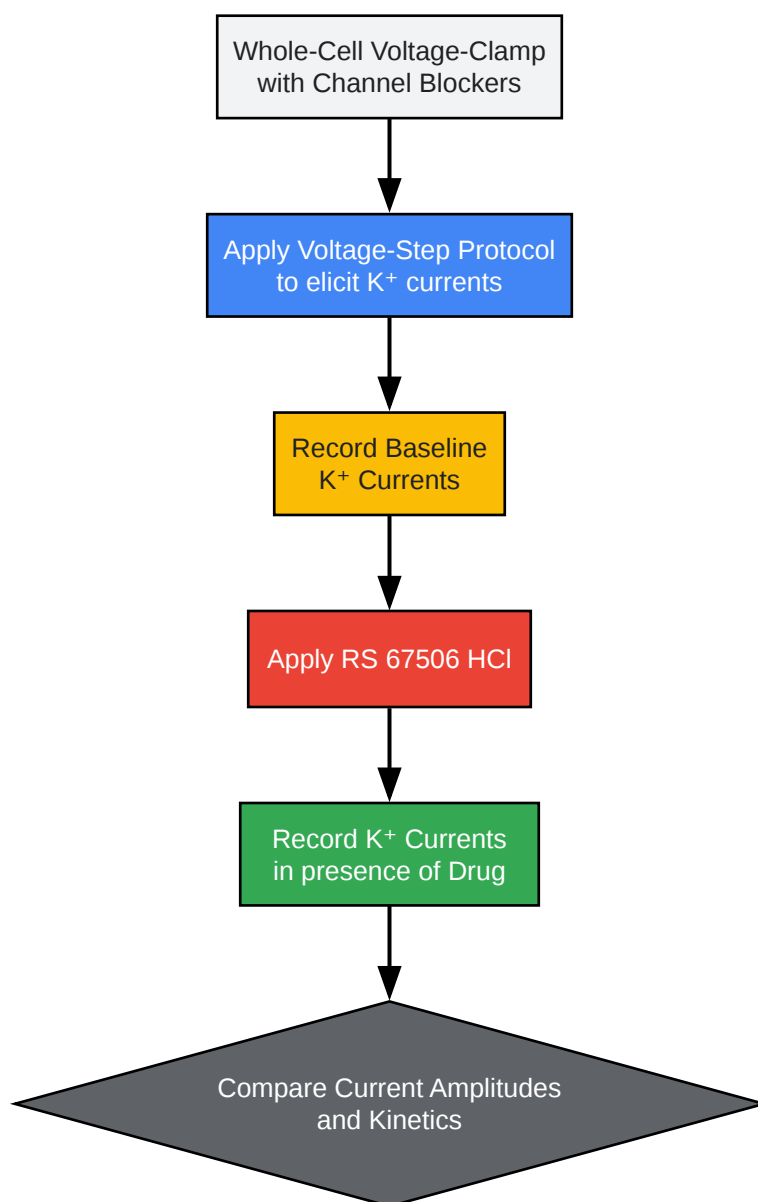 Whole-Cell Voltage-Clamp
with Channel Blockers
Apply Voltage-Step Protocol
to elicit K⁺ currents
Record Baseline
K⁺ Currents
Apply RS 67506 HCl
Record K⁺ Currents
in presence of Drug
Compare Current Amplitudes
and Kinetics